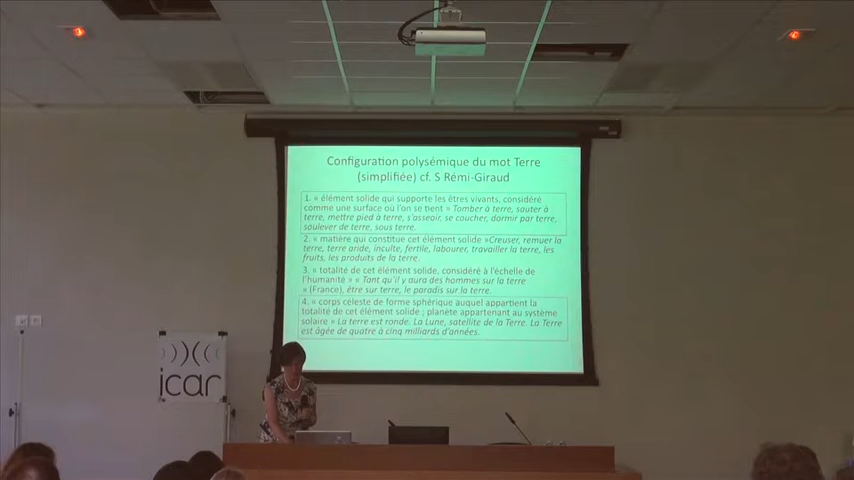 Configuration polysémique du mot Terre
(simplifiée) cf. S Rémi-Giraud
1. « élément solide qui supporte les êtres vivants, considéré
comme une surface où l'on se tient » Tomber à terre, sauter à
terre, mettre pied à terre, s'asseoir, se coucher, dormir par terre,
soulever de terre, sous terre.
2. « matière qui constitue cet élément solide »Creuser, remuer la
terre, terre aride, inculte, fertile, labourer, travailler la terre, les
fruits, les produits de la terre.
3. « totalité de cet élément solide, considéré à l'échelle de
l'humanité » « Tant qu'il y aura des hommes sur la terre
» (France), être sur terre, le paradis sur la terre.
4. « corps céleste de forme sphérique auquel appartient la
totalité de cet élément solide ; planète appartenant au système
solaire » La terre est ronde. La Lune, satellite de la Terre. La Terre
est âgée de quatre à cinq milliards d'années.
icar